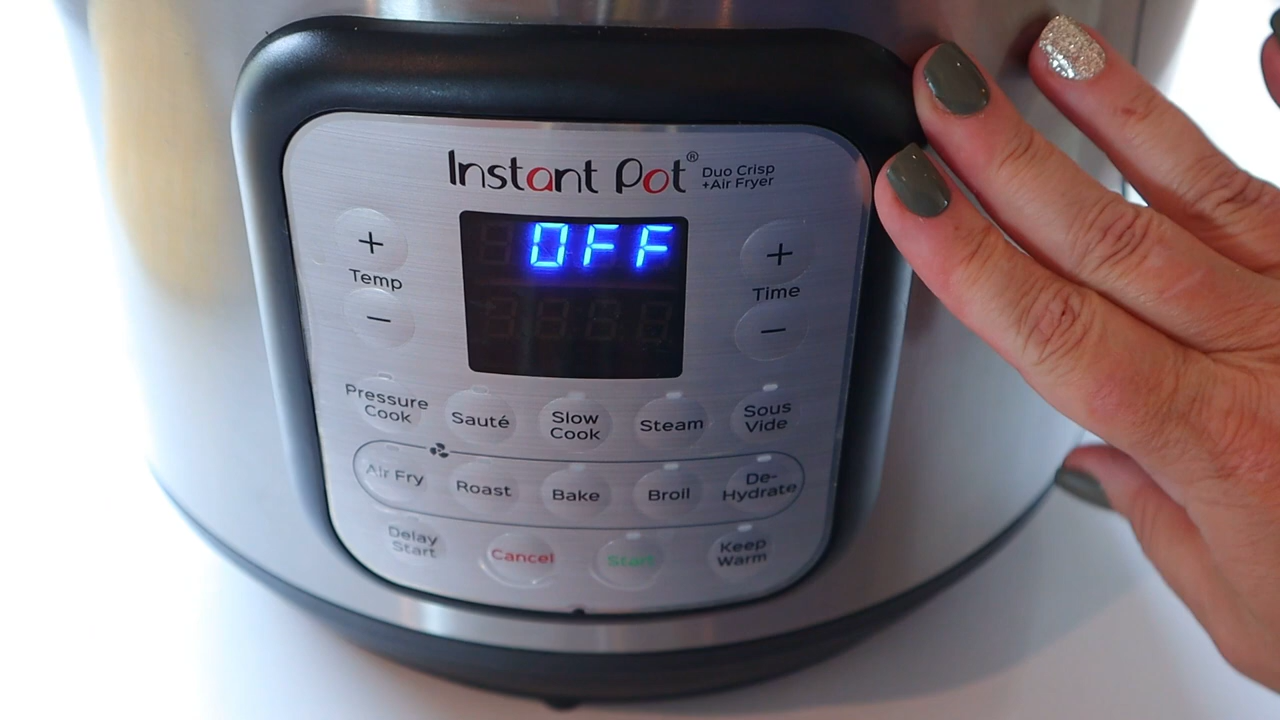 Instant Pot®
Duo Crisp
+Air Fryer
OFF
+
Temp
−
+
Time
−
Pressure
Cook
Sauté
Slow
Cook
Steam
Sous
Vide
Air Fry
Roast
Bake
Broil
De-
Hydrate
Delay
Start
Cancel
Start
Keep
Warm